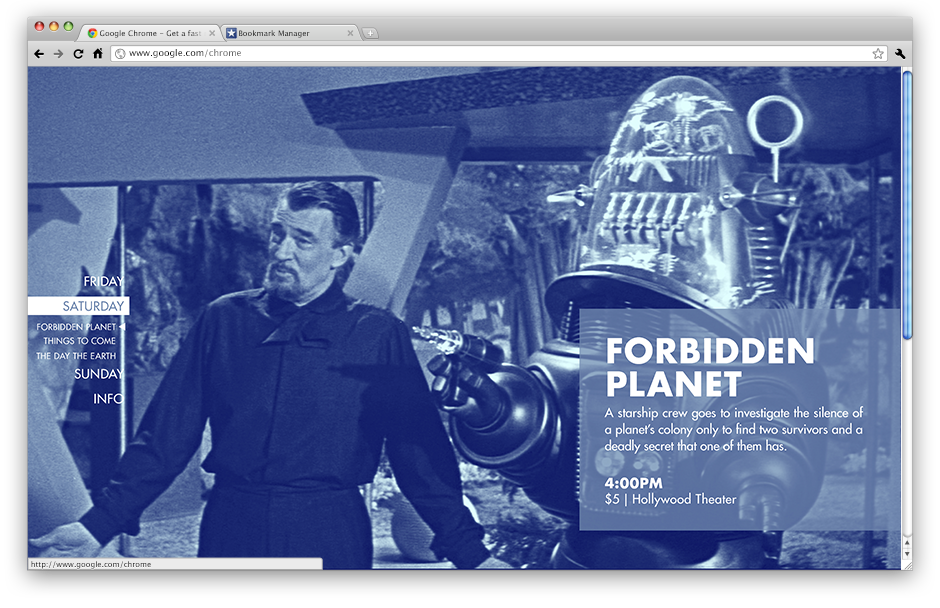 Google Chrome - Get a fast
Bookmark Manager
www.google.com/chrome
FRIDAY
SATURDAY
FORBIDDEN PLANET
THINGS TO COME
THE DAY THE EARTH
SUNDAY
INFO
FORBIDDEN
PLANET
A starship crew goes to investigate the silence of
a planet's colony only to find two survivors and a
deadly secret that one of them has.
4:00PM
$5 | Hollywood Theater
http://www.google.com/chrome